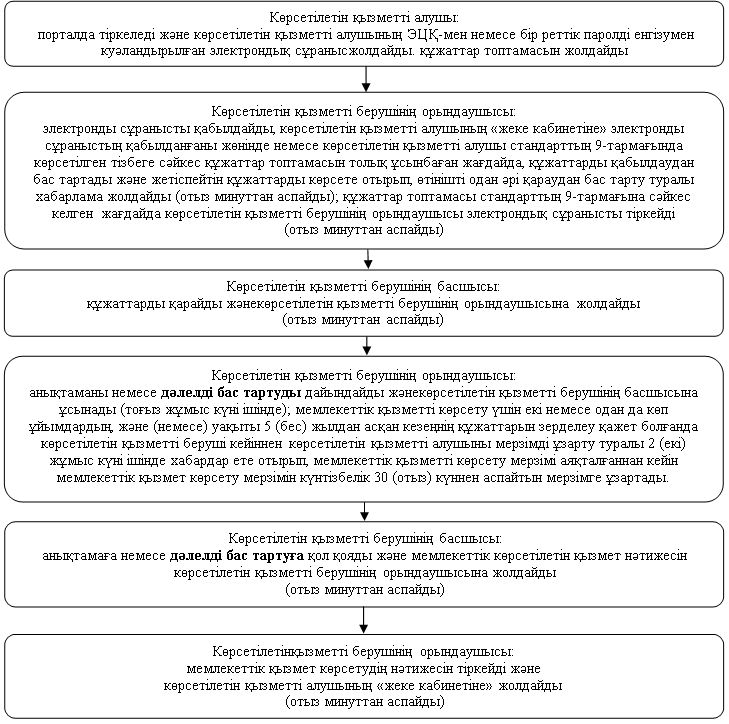 Көрсетілетін қызметті алушы:
порталда тіркеледі және көрсетілетін қызметті алушының ЭЦҚ-мен немесе бір реттік паролді енгізумен
куәландырылған электрондық сұранысжолдайды. құжаттар топтамасын жолдайды
Көрсетілетін қызметті берушінің орындаушысы:
электронды сұранысты қабылдайды, көрсетілетін қызметті алушының «жеке кабинетіне» электронды
сұраныстың қабылданғаны жөнінде немесе көрсетілетін қызметті алушы стандарттың 9-тармағында
көрсетілген тізбеге сәйкес құжаттар топтамасын толық ұсынбаған жағдайда, құжаттарды қабылдаудан
бас тартады және жетіспейтін құжаттарды көрсете отырып, өтінішті одан әрі қараудан бас тарту туралы
хабарлама жолдайды (отыз минуттан аспайды); құжаттар топтамасы стандарттың 9-тармағына сәйкес
келген жағдайда көрсетілетін қызметті берушінің орындаушысы электрондық сұранысты тіркейді
(отыз минуттан аспайды)
Көрсетілетін қызметті берушінің басшысы:
құжаттарды қарайды жәнекөрсетілетін қызметті берушінің орындаушысына жолдайды
(отыз минуттан аспайды)
Көрсетілетін қызметті берушінің орындаушысы:
анықтаманы немесе дәлелді бас тартуды дайындайды жәнекөрсетілетін қызметті берушінің басшысына
ұсынады (тоғыз жұмыс күні ішінде); мемлекеттік қызметті көрсету үшін екі немесе одан да көп
ұйымдардың, және (немесе) уақыты 5 (бес) жылдан асқан кезеңнің құжаттарын зерделеу қажет болғанда
көрсетілетін қызметті беруші кейіннен көрсетілетін қызметті алушыны мерзімді ұзарту туралы 2 (екі)
жұмыс күні ішінде хабардар ете отырып, мемлекеттік қызметті көрсету мерзімі аяқталғаннан кейін
мемлекеттік қызмет көрсету мерзімін күнтізбелік 30 (отыз) күннен аспайтын мерзімге ұзартады.
Көрсетілетін қызметті берушінің басшысы:
анықтамаға немесе дәлелді бас тартуға қол қояды және мемлекеттік көрсетілетін қызмет нәтижесін
көрсетілетін қызметті берушінің орындаушысына жолдайды
(отыз минуттан аспайды)
Көрсетілетінқызметті берушінің орындаушысы:
мемлекеттік қызмет көрсетудің нәтижесін тіркейді және
көрсетілетін қызметті алушының «жеке кабинетіне» жолдайды
(отыз минуттан аспайды)